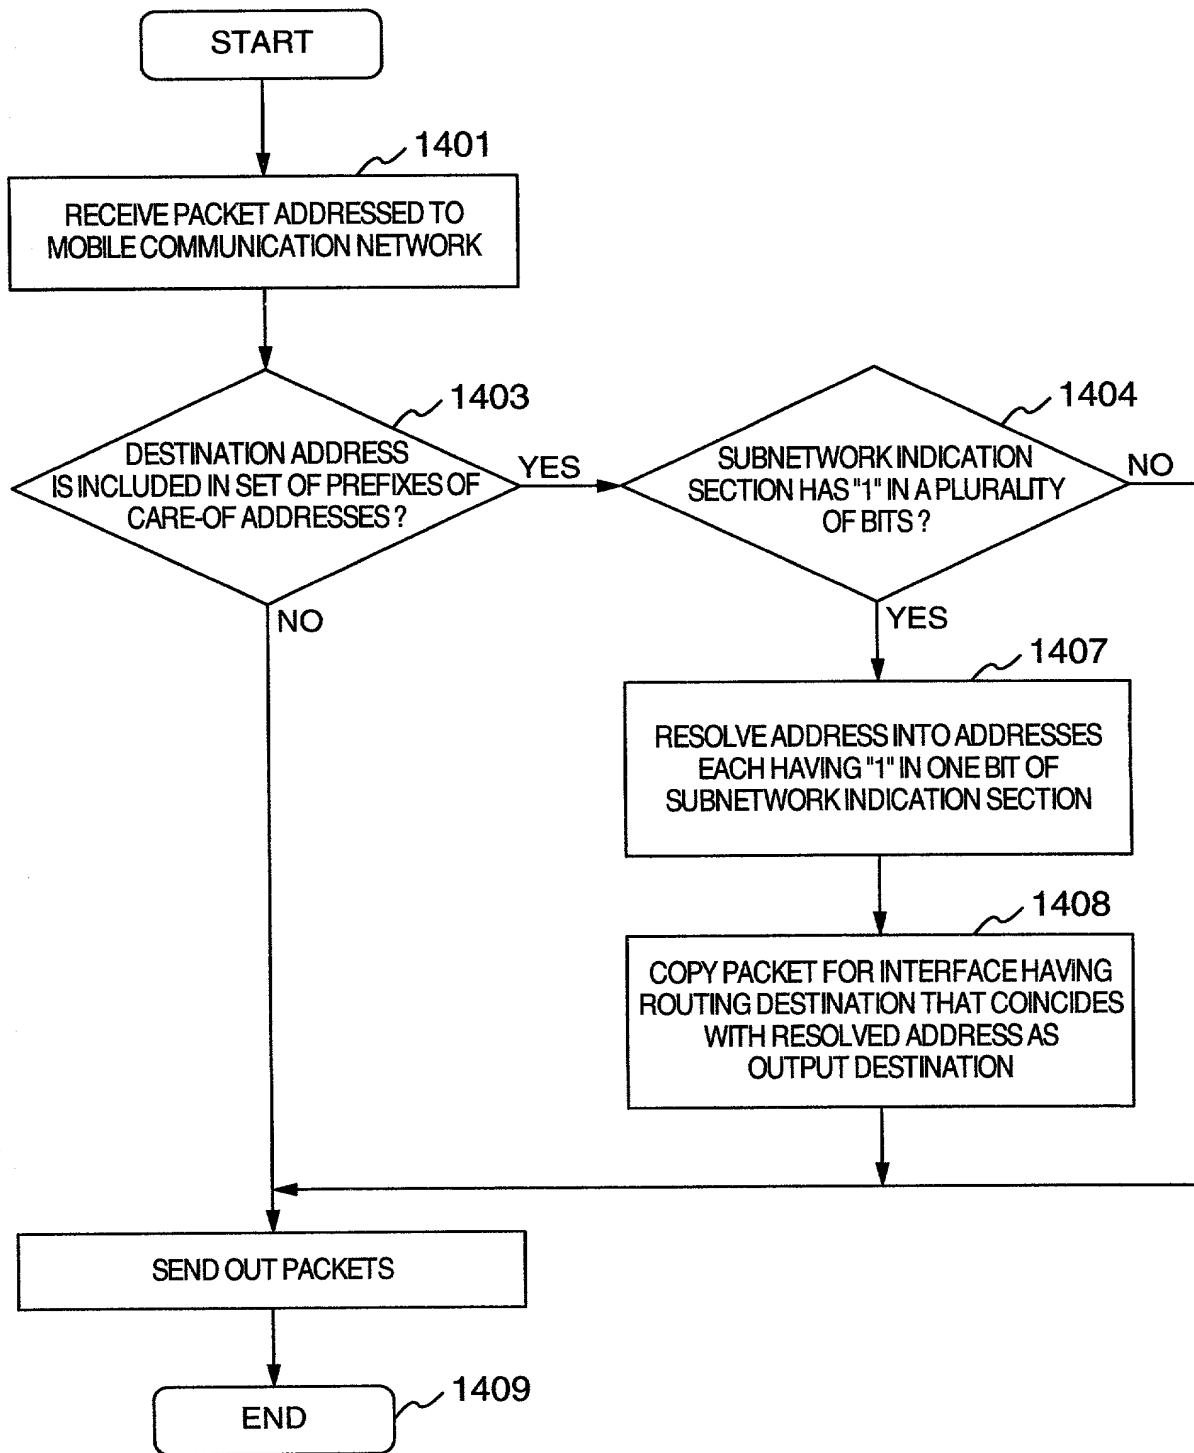 START
1401
RECEIVE PACKET ADDRESSED TO
MOBILE COMMUNICATION NETWORK
1403
DESTINATION ADDRESS
IS INCLUDED IN SET OF PREFIXES OF
CARE-OF ADDRESSES ?
YES
NO
1404
SUBNETWORK INDICATION
SECTION HAS "1" IN A PLURALITY
OF BITS ?
NO
YES
1407
RESOLVE ADDRESS INTO ADDRESSES
EACH HAVING "1" IN ONE BIT OF
SUBNETWORK INDICATION SECTION
1408
COPY PACKET FOR INTERFACE HAVING
ROUTING DESTINATION THAT COINCIDES
WITH RESOLVED ADDRESS AS
OUTPUT DESTINATION
SEND OUT PACKETS
1409
END